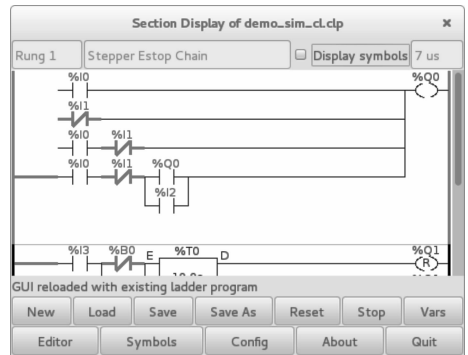 Section Display of demo_sim_cl.clp
Rung 1 Stepper Estop Chain Display symbols 7 us
%I0 %Q0
%I1
%I0 %I1
%I0 %I1 %Q0
%I2
%I3 %B0 E %T0 D %Q1
R
GUI reloaded with existing ladder program
New Load Save Save As Reset Stop Vars
Editor Symbols Config About Quit